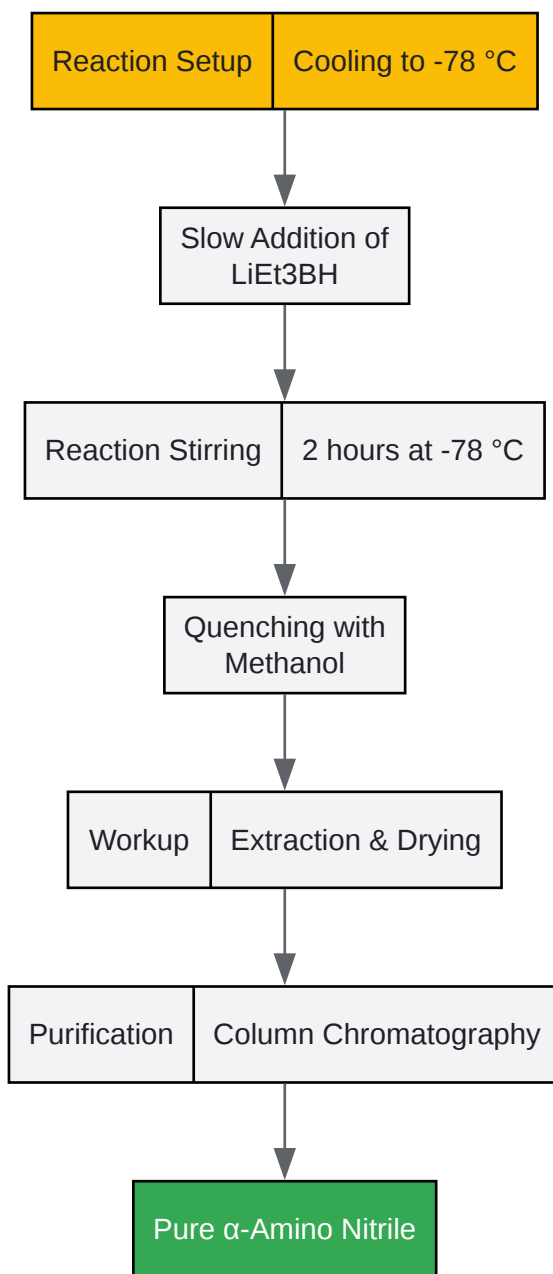 Reaction Setup
Cooling to -78 °C
Slow Addition of
LiEt3BH
Reaction Stirring
2 hours at -78 °C
Quenching with
Methanol
Workup
Extraction & Drying
Purification
Column Chromatography
Pure α-Amino Nitrile